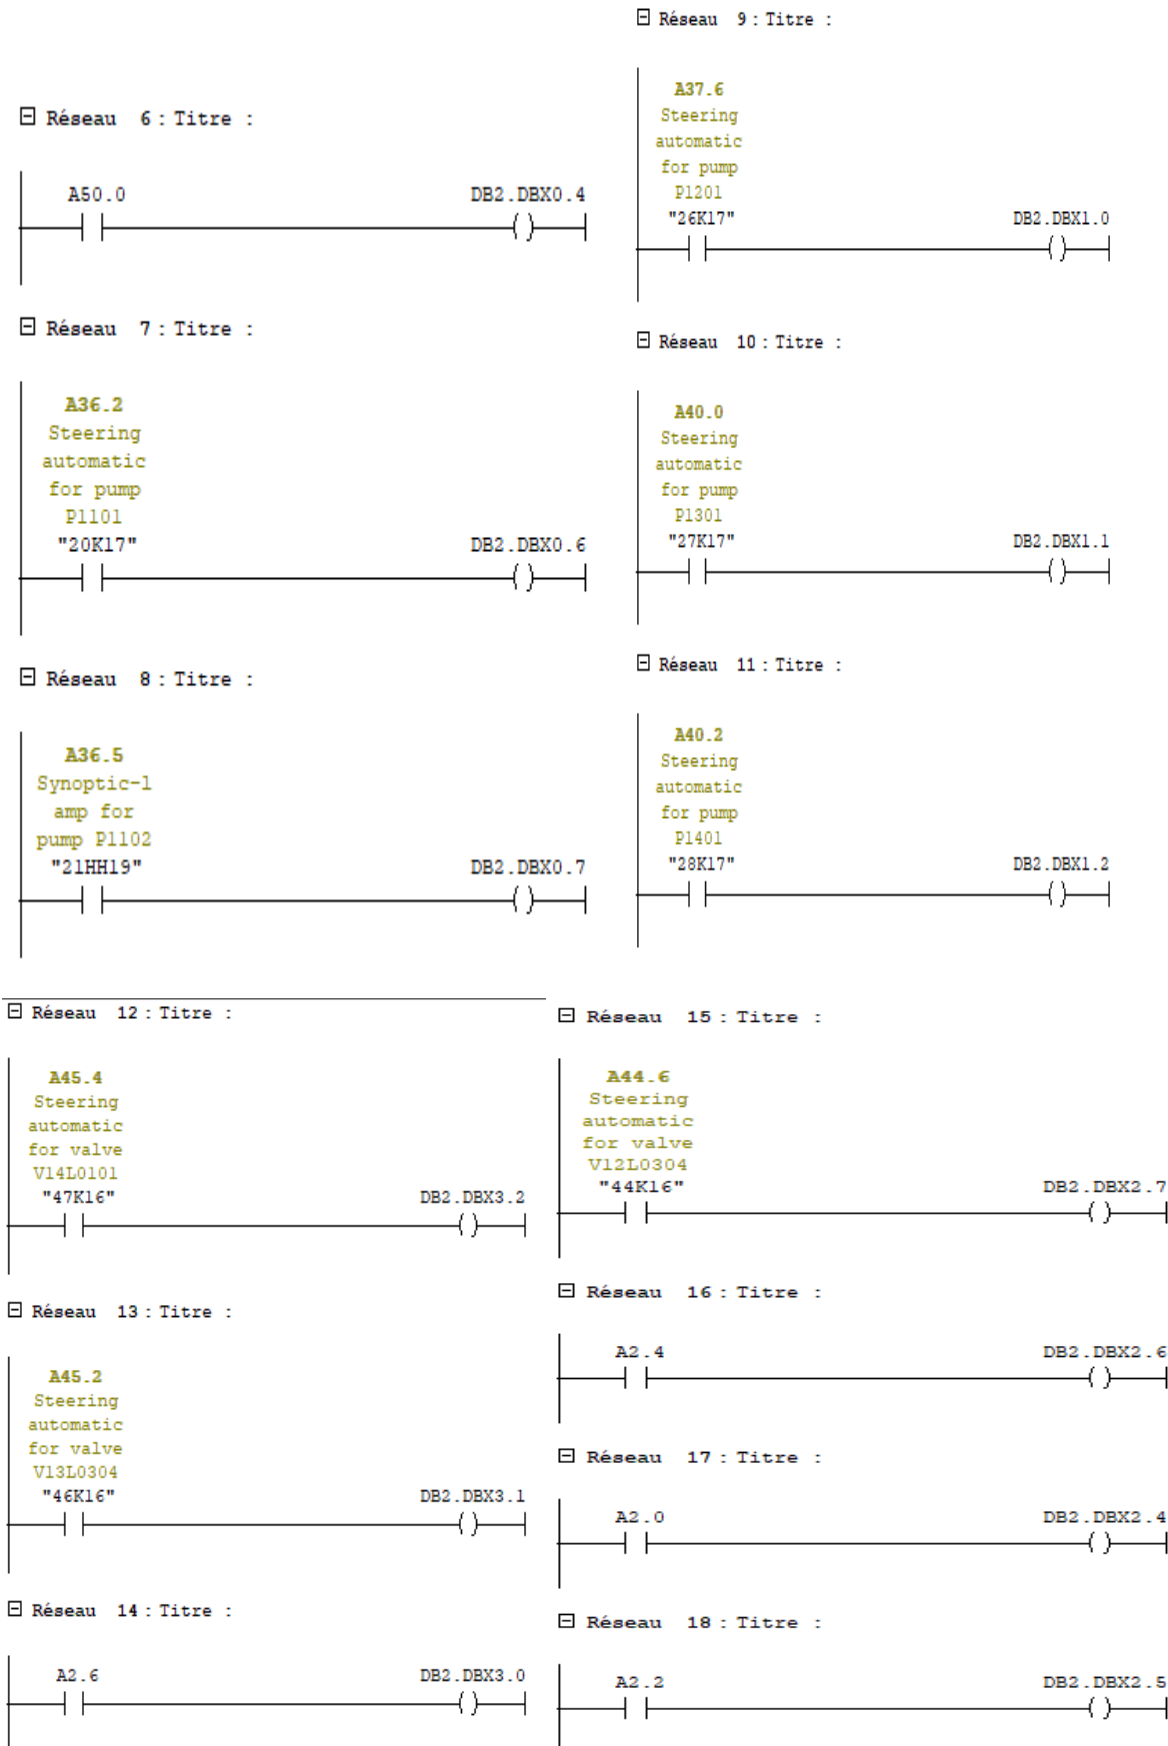 Réseau 6 : Titre :
A50.0 DB2.DBX0.4
Réseau 7 : Titre :
A36.2
Steering
automatic
for pump
P1101
"20K17" DB2.DBX0.6
Réseau 8 : Titre :
A36.5
Synoptic-l
amp for
pump P1102
"21HH19" DB2.DBX0.7
Réseau 9 : Titre :
A37.6
Steering
automatic
for pump
P1201
"26K17" DB2.DBX1.0
Réseau 10 : Titre :
A40.0
Steering
automatic
for pump
P1301
"27K17" DB2.DBX1.1
Réseau 11 : Titre :
A40.2
Steering
automatic
for pump
P1401
"28K17" DB2.DBX1.2
Réseau 12 : Titre :
A45.4
Steering
automatic
for valve
V14L0101
"47K16" DB2.DBX3.2
Réseau 13 : Titre :
A45.2
Steering
automatic
for valve
V13L0304
"46K16" DB2.DBX3.1
Réseau 14 : Titre :
A2.6 DB2.DBX3.0
Réseau 15 : Titre :
A44.6
Steering
automatic
for valve
V12L0304
"44K16" DB2.DBX2.7
Réseau 16 : Titre :
A2.4 DB2.DBX2.6
Réseau 17 : Titre :
A2.0 DB2.DBX2.4
Réseau 18 : Titre :
A2.2 DB2.DBX2.5